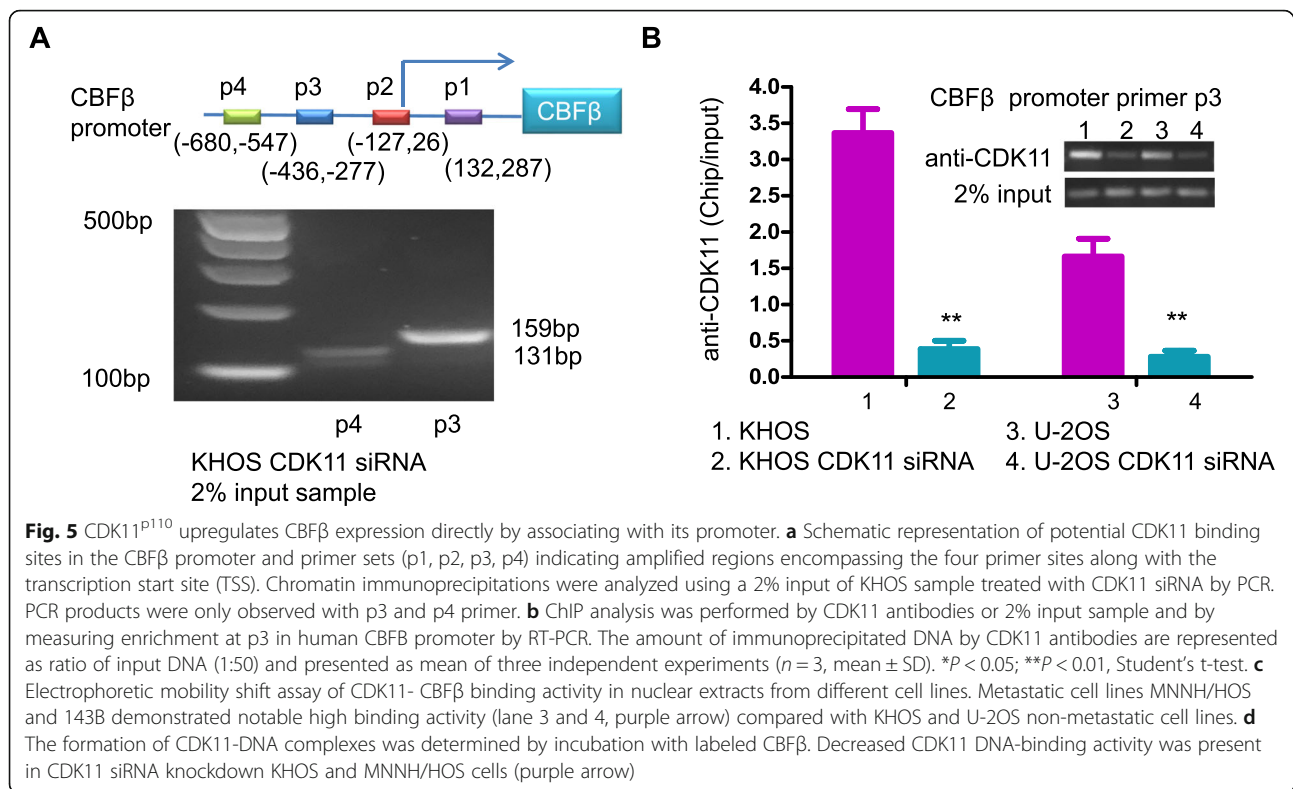 A
CBFβ promoter
p4 p3 p2 p1
CBFβ
(-680,-547) (-127,26)
(-436,-277) (132,287)
500bp
159bp
131bp
100bp
p4 p3
KHOS CDK11 siRNA
2% input sample
B
anti-CDK11 (Chip/input)
4.0
3.5
3.0
2.5
2.0
1.5
1.0
0.5
0.0
CBFβ promoter primer p3
1 2 3 4
anti-CDK11
2% input
** **
1 2 3 4
1. KHOS 3. U-2OS
2. KHOS CDK11 siRNA 4. U-2OS CDK11 siRNA
Fig. 5 CDK11p110 upregulates CBFβ expression directly by associating with its promoter. a Schematic representation of potential CDK11 binding
sites in the CBFβ promoter and primer sets (p1, p2, p3, p4) indicating amplified regions encompassing the four primer sites along with the
transcription start site (TSS). Chromatin immunoprecipitations were analyzed using a 2% input of KHOS sample treated with CDK11 siRNA by PCR.
PCR products were only observed with p3 and p4 primer. b ChIP analysis was performed by CDK11 antibodies or 2% input sample and by
measuring enrichment at p3 in human CBFB promoter by RT-PCR. The amount of immunoprecipitated DNA by CDK11 antibodies are represented
as ratio of input DNA (1:50) and presented as mean of three independent experiments (n = 3, mean ± SD). *P < 0.05; **P < 0.01, Student's t-test. c
Electrophoretic mobility shift assay of CDK11- CBFβ binding activity in nuclear extracts from different cell lines. Metastatic cell lines MNNH/HOS
and 143B demonstrated notable high binding activity (lane 3 and 4, purple arrow) compared with KHOS and U-2OS non-metastatic cell lines. d
The formation of CDK11-DNA complexes was determined by incubation with labeled CBFβ. Decreased CDK11 DNA-binding activity was present
in CDK11 siRNA knockdown KHOS and MNNH/HOS cells (purple arrow)